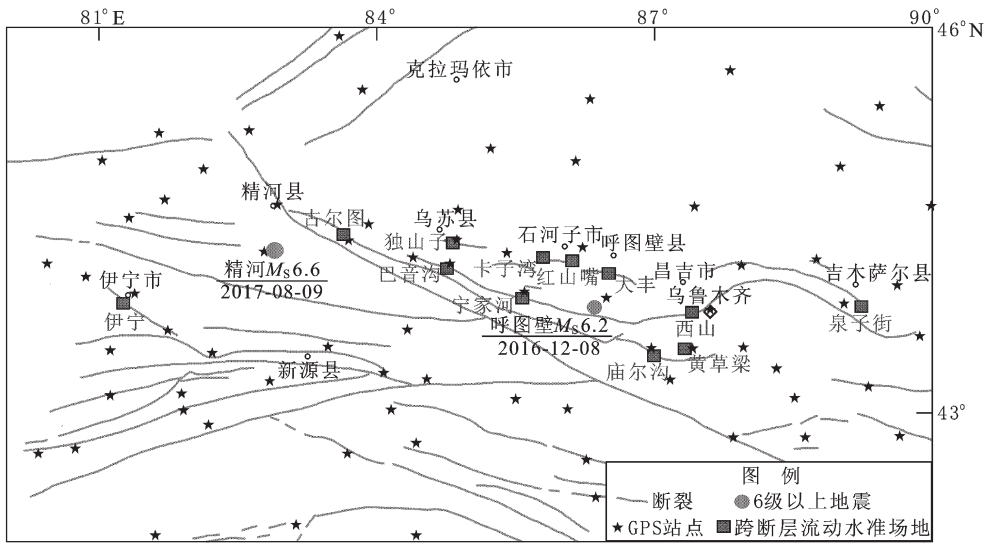 81°E 84° 87° 90°
46°N
克拉玛依市
精河县
古尔图
乌苏县
独山子
石河子市
呼图壁县
巴音沟
卡子湾
红山嘴
大丰
昌吉市
吉木萨尔县
精河MS6.6
2017-08-09
伊宁市
伊宁
宁家河
乌鲁木齐
西山
泉子街
呼图壁MS6.2
2016-12-08
新源县
庙尔沟
黄草梁
43°
图 例
断裂 6级以上地震
GPS站点 跨断层流动水准场地